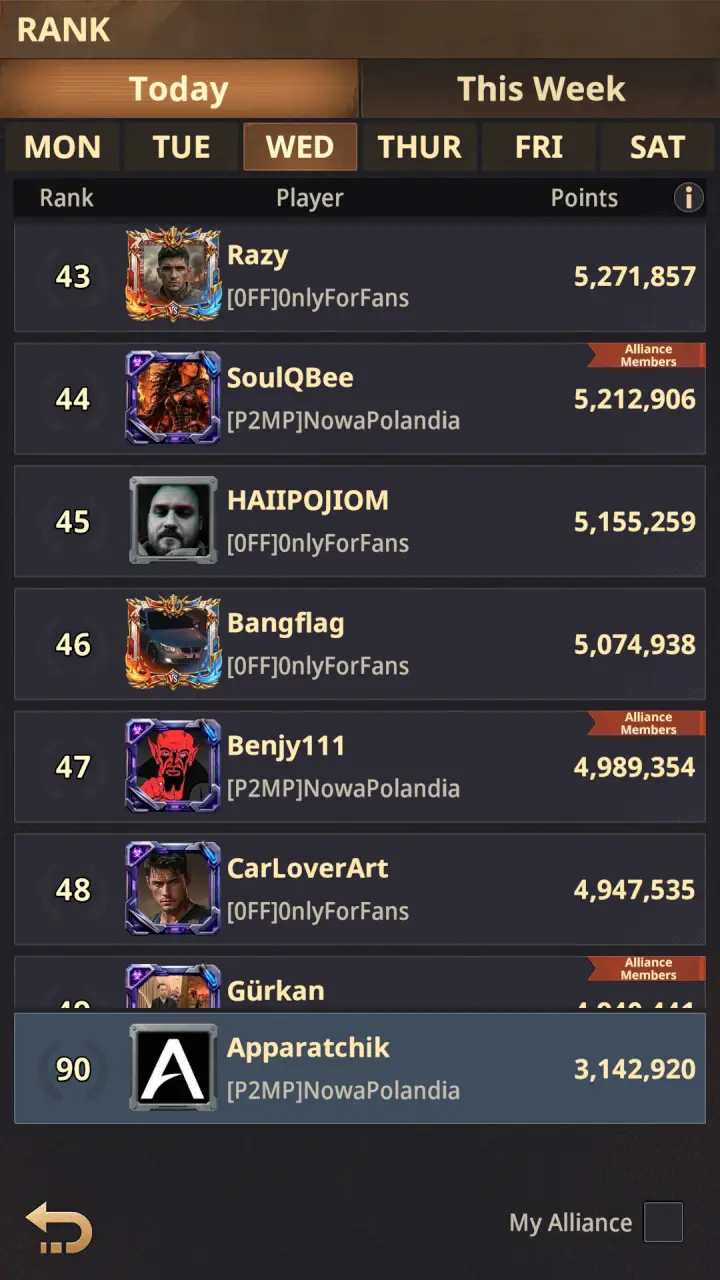 RANK
Today
This Week
MON
TUE
WED
THUR
FRI
SAT
Rank
Player
Points
43
Razy
[0FF]0nlyForFans
5,271,857
Alliance
Members
44
SoulQBee
[P2MP]NowaPolandia
5,212,906
45
HAIIPOJIOM
[0FF]0nlyForFans
5,155,259
46
Bangflag
[0FF]0nlyForFans
5,074,938
Alliance
Members
47
Benjy111
[P2MP]NowaPolandia
4,989,354
48
CarLoverArt
[0FF]0nlyForFans
4,947,535
Alliance
Members
Gürkan
90
Apparatchik
[P2MP]NowaPolandia
3,142,920
My Alliance